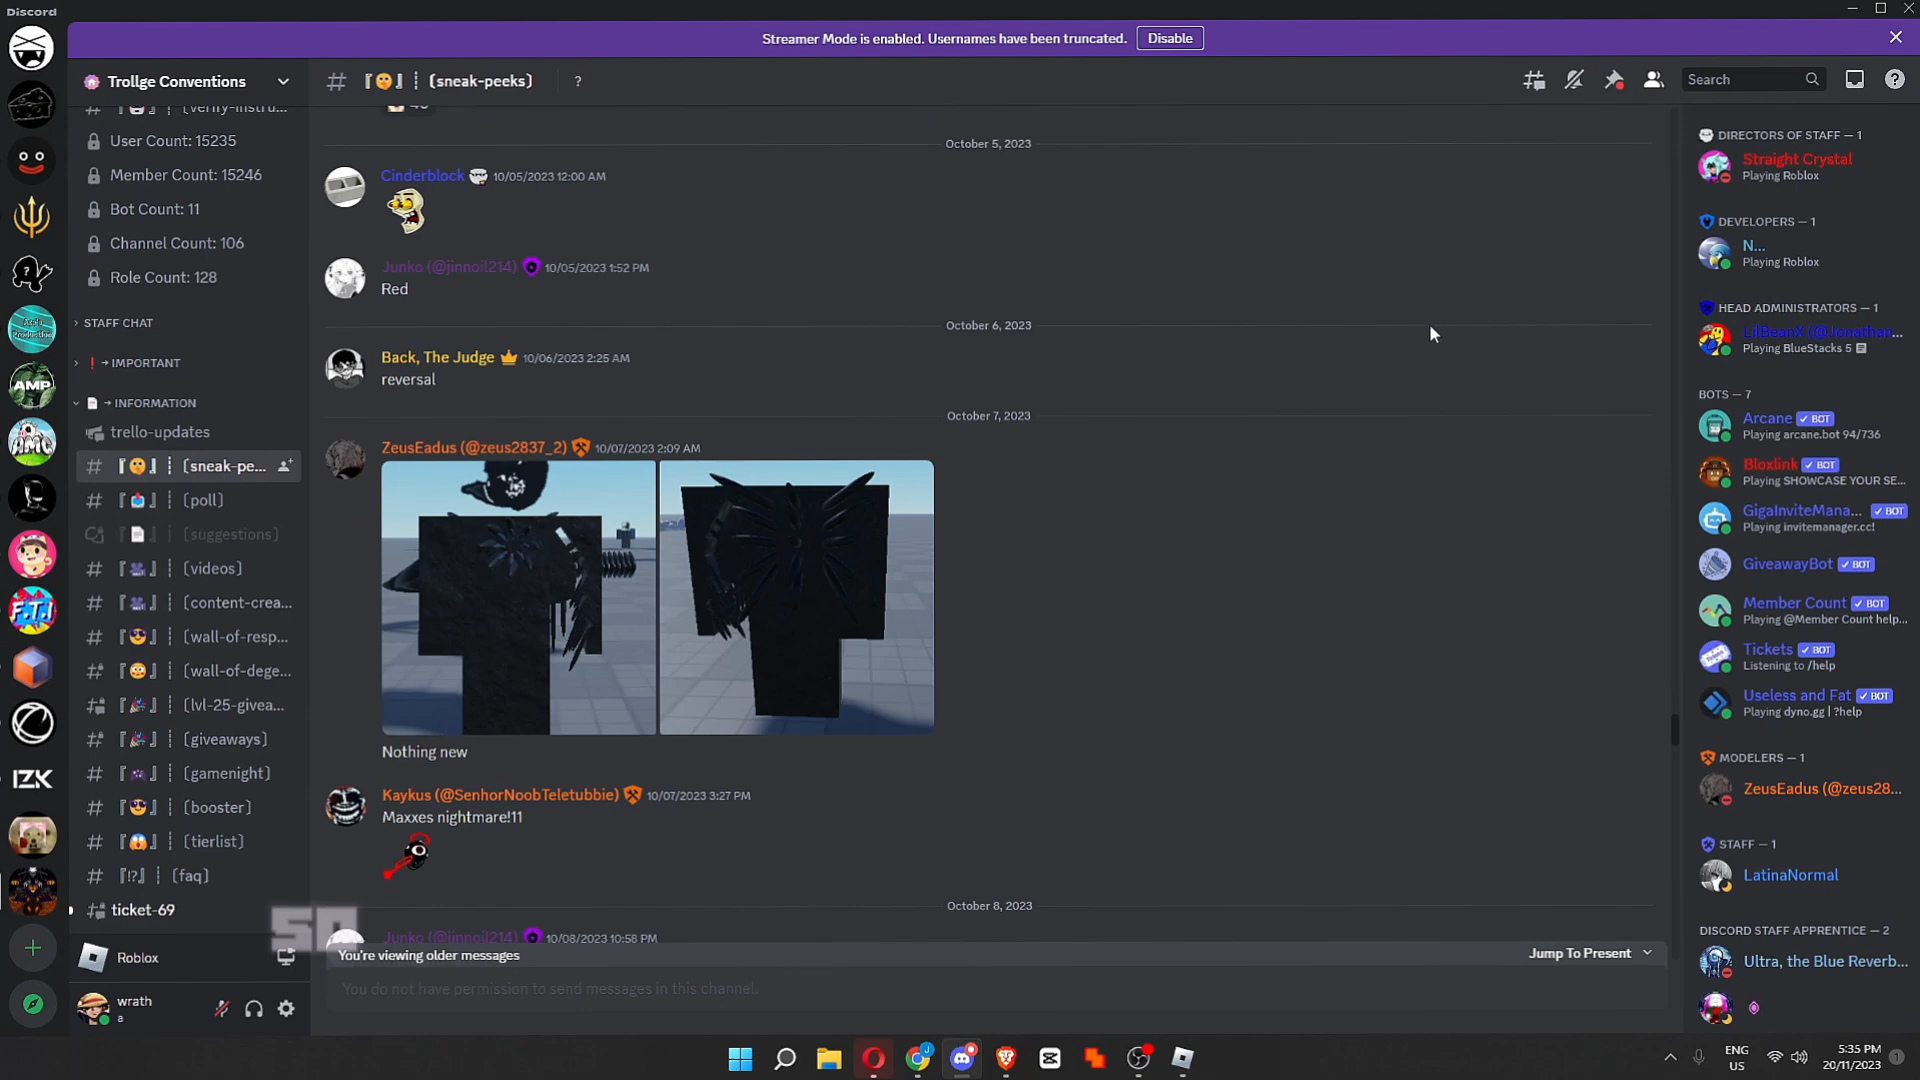 Discord
Streamer Mode is enabled. Usernames have been truncated. Disable
Trollge Conventions
User Count: 15235
Member Count: 15246
Bot Count: 11
Channel Count: 106
Role Count: 128
STAFF CHAT
❗→IMPORTANT
→INFORMATION
trello-updates
# 『🤫』┊〔sneak-pe...
# 『📩』┊〔poll〕
『📄』┊〔suggestions〕
# 『🎥』┊〔videos〕
# 『🎥』┊〔content-crea...
# 『😎』┊〔wall-of-resp...
# 『😳』┊〔wall-of-dege...
『🎉』┊〔lvl-25-givea...
『🎉』┊〔giveaways〕
# 『🎮』┊〔gamenight〕
# 『😎』┊〔booster〕
# 『😱』┊〔tierlist〕
# 『⁉』┊〔faq〕
ticket-69
Roblox
wrath
a
# 『🤫』┊〔sneak-peeks〕 ?
Search
October 5, 2023
Cinderblock 10/05/2023 12:00 AM
Junko (@jinnoil214) 10/05/2023 1:52 PM
Red
October 6, 2023
Back, The Judge 10/06/2023 2:25 AM
reversal
October 7, 2023
ZeusEadus (@zeus2837_2) 10/07/2023 2:09 AM
Nothing new
Kaykus (@SenhorNoobTeletubbie) 10/07/2023 3:27 PM
Maxxes nightmare!11
October 8, 2023
Junko (@jinnoil214) 10/08/2023 10:58 PM
You're viewing older messages Jump To Present
You do not have permission to send messages in this channel.
so
DIRECTORS OF STAFF — 1
Straight Crystal
Playing Roblox
DEVELOPERS — 1
N...
Playing Roblox
HEAD ADMINISTRATORS — 1
LilBeanX (@Jonathan...
Playing BlueStacks 5
BOTS — 7
Arcane ✓ BOT
Playing arcane.bot 94/736
Bloxlink ✓ BOT
Playing SHOWCASE YOUR SE...
GigaInviteMana... ✓ BOT
Playing invitemanager.cc!
GiveawayBot ✓ BOT
Member Count ✓ BOT
Playing @Member Count help...
Tickets ✓ BOT
Listening to /help
Useless and Fat ✓ BOT
Playing dyno.gg | ?help
MODELERS — 1
ZeusEadus (@zeus28...
STAFF — 1
LatinaNormal
DISCORD STAFF APPRENTICE — 2
Ultra, the Blue Reverb...
AMP
AMC
F.T.I
IZK
ENG
US
5:35 PM
20/11/2023
1